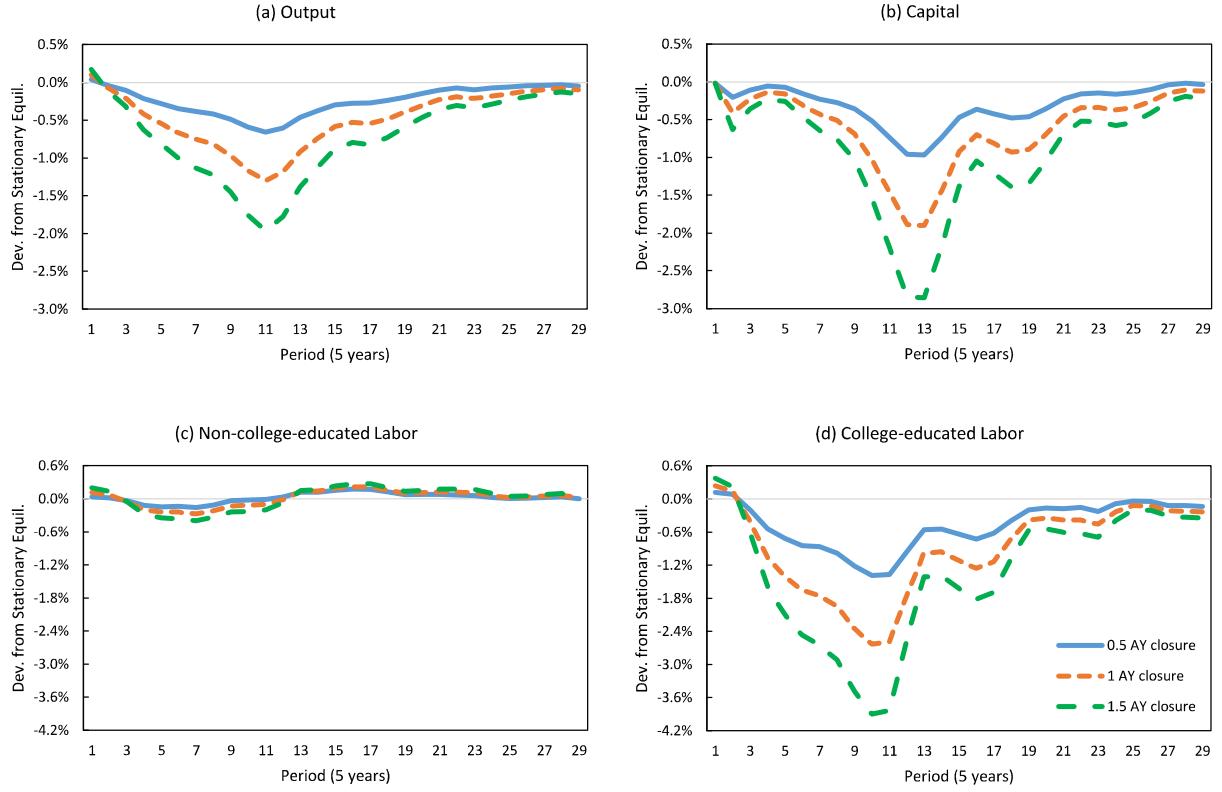 (a) Output
Dev. from Stationary Equil.
0.5%
0.0%
-0.5%
-1.0%
-1.5%
-2.0%
-2.5%
-3.0%
1 3 5 7 9 11 13 15 17 19 21 23 25 27 29
Period (5 years)
(b) Capital
Dev. from Stationary Equil.
0.5%
0.0%
-0.5%
-1.0%
-1.5%
-2.0%
-2.5%
-3.0%
1 3 5 7 9 11 13 15 17 19 21 23 25 27 29
Period (5 years)
(c) Non-college-educated Labor
Dev. from Stationary Equil.
0.6%
0.0%
-0.6%
-1.2%
-1.8%
-2.4%
-3.0%
-3.6%
-4.2%
1 3 5 7 9 11 13 15 17 19 21 23 25 27 29
Period (5 years)
(d) College-educated Labor
Dev. from Stationary Equil.
0.6%
0.0%
-0.6%
-1.2%
-1.8%
-2.4%
-3.0%
-3.6%
-4.2%
0.5 AY closure
1 AY closure
1.5 AY closure
1 3 5 7 9 11 13 15 17 19 21 23 25 27 29
Period (5 years)